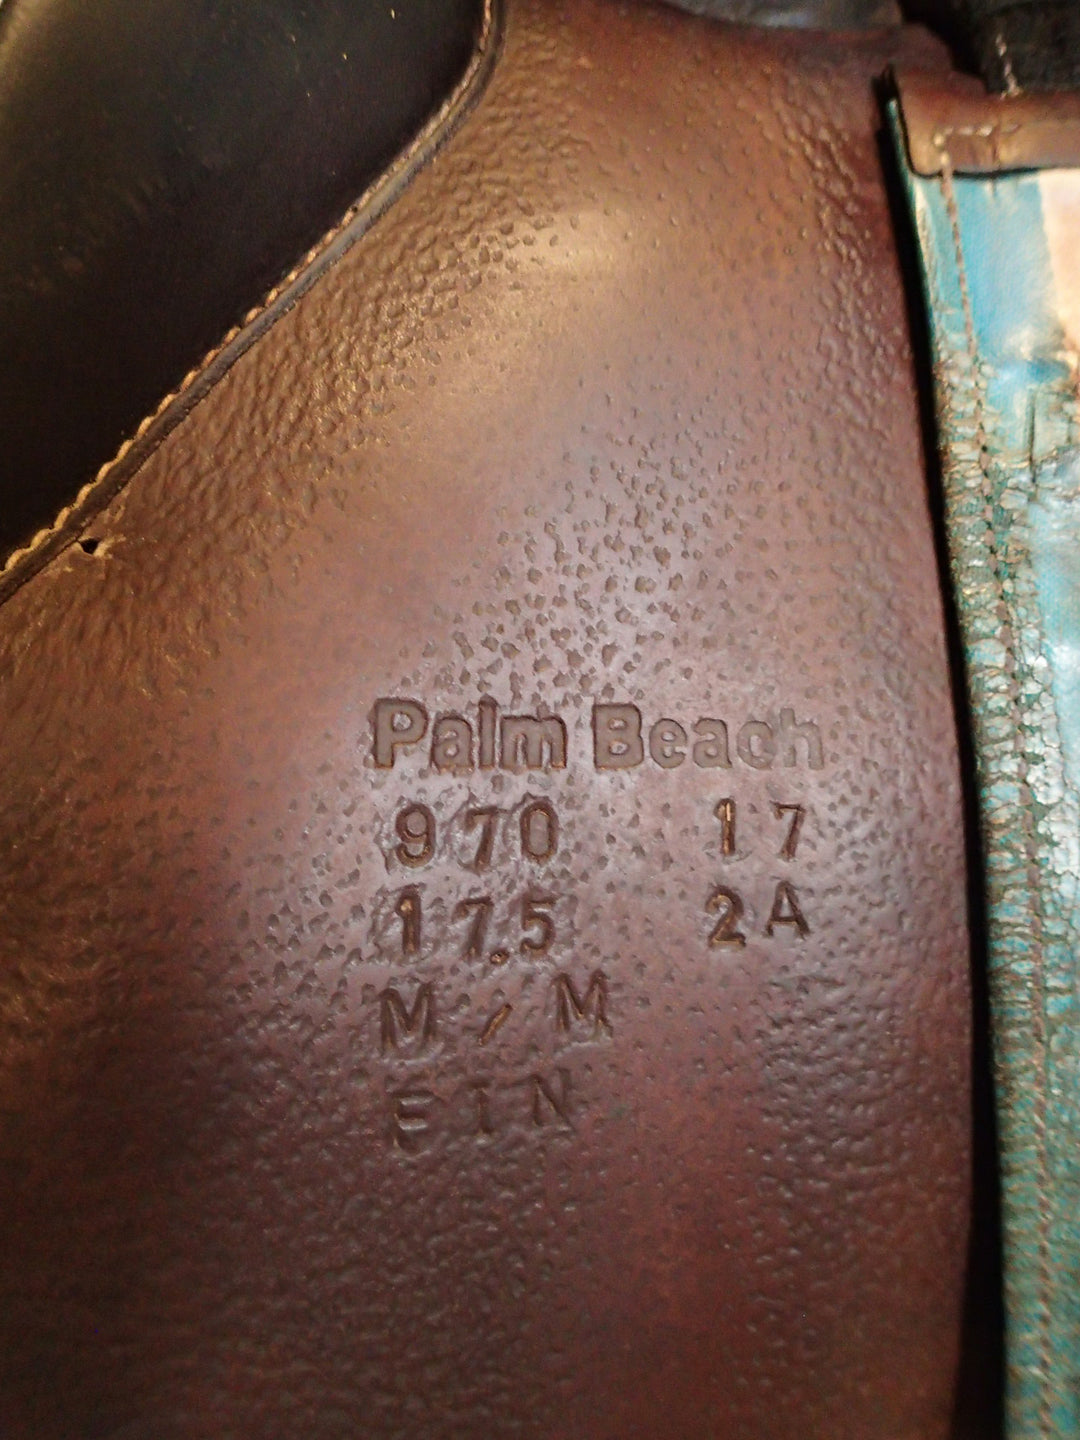 Palm Beach
970 17
17.5 2A
M / M
FIN